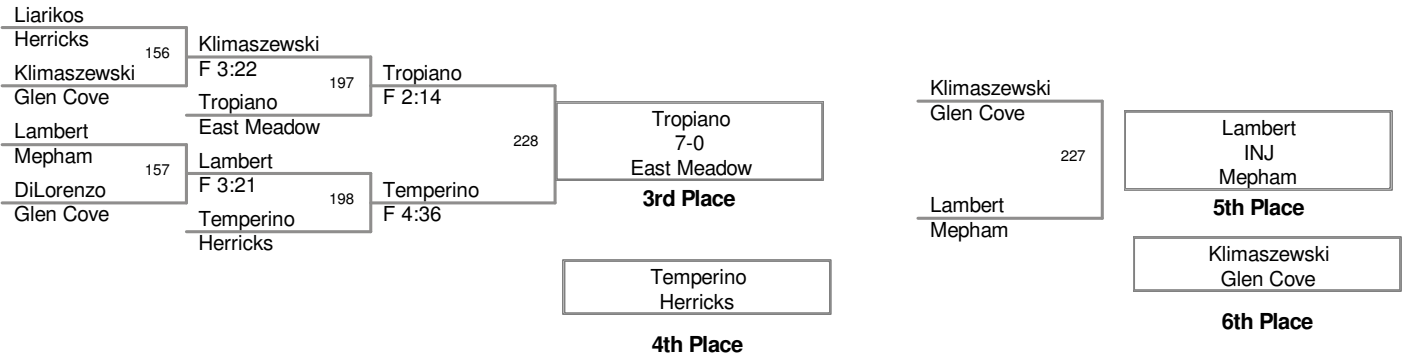 Liarikos
Herricks
156
Klimaszewski
Glen Cove
Lambert
Mepham
157
DiLorenzo
Glen Cove
Klimaszewski
F 3:22
197
Tropiano
East Meadow
Lambert
F 3:21
198
Temperino
Herricks
Tropiano
F 2:14
228
Temperino
F 4:36
Tropiano
7-0
East Meadow
3rd Place
Temperino
Herricks
4th Place
Klimaszewski
Glen Cove
227
Lambert
Mepham
Lambert
INJ
Mepham
5th Place
Klimaszewski
Glen Cove
6th Place